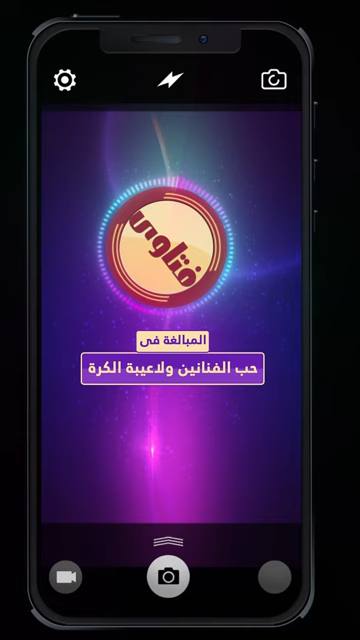 فتاوى
المبالغة فى
حب الفنانين ولاعيبة الكرة